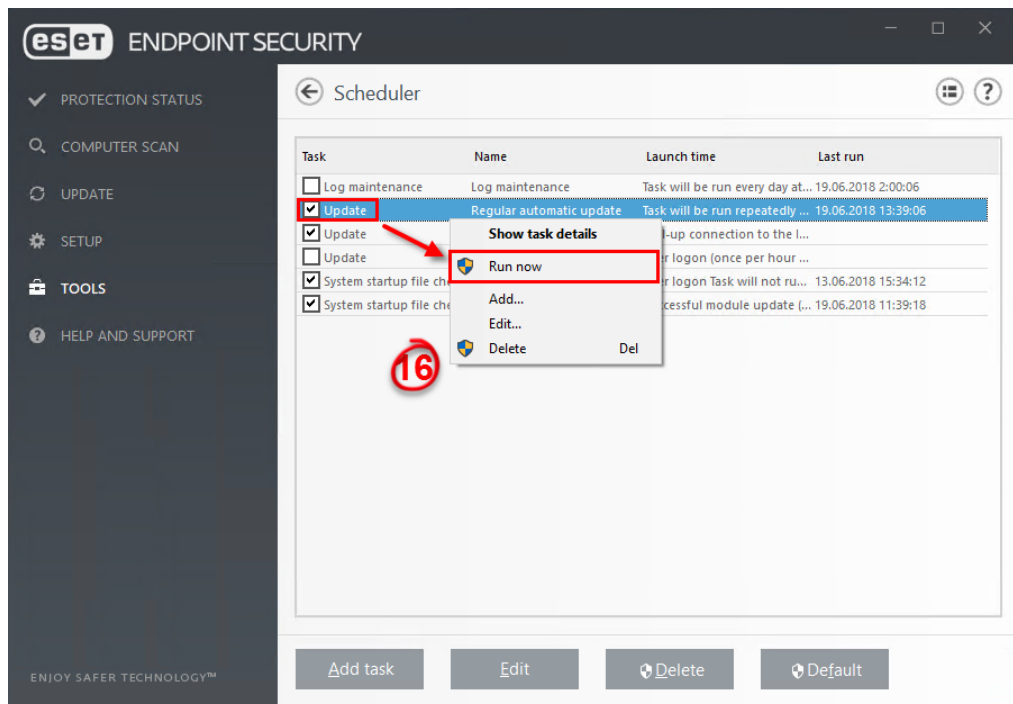 eset ENDPOINT SECURITY
PROTECTION STATUS
COMPUTER SCAN
UPDATE
SETUP
TOOLS
HELP AND SUPPORT
ENJOY SAFER TECHNOLOGY™
Scheduler
?
Task Name Launch time Last run
Log maintenance Log maintenance Task will be run every day at... 19.06.2018 2:00:06
Update Regular automatic update Task will be run repeatedly ... 19.06.2018 13:39:06
Update -up connection to the I...
Update logon (once per hour ...
System startup file logon Task will not ru... 13.06.2018 15:34:12
System startup file module update (... 19.06.2018 11:39:18
Show task details
Run now
Add...
Edit...
Delete Del
16
Add task Edit Delete Default